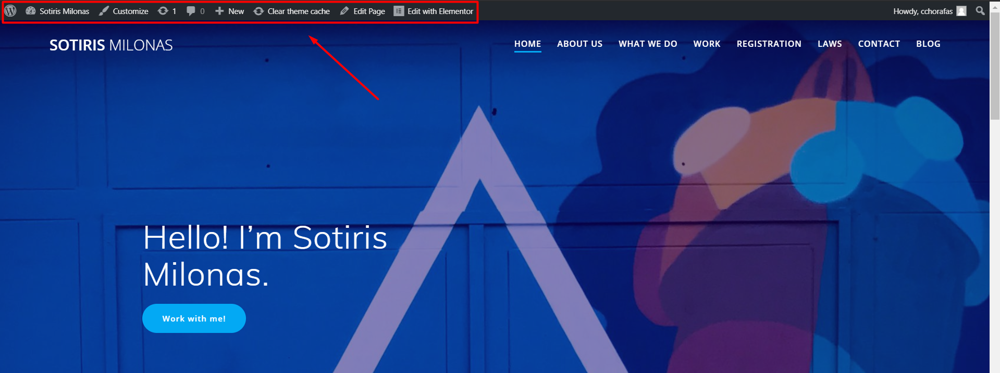 Sotiris Milonas Customize 1 0 New Clear theme cache Edit Page Edit with Elementor Howdy, cchorafas
SOTIRIS MILONAS HOME ABOUT US WHAT WE DO WORK REGISTRATION LAWS CONTACT BLOG
Hello! I’m Sotiris
Milonas.
Work with me!